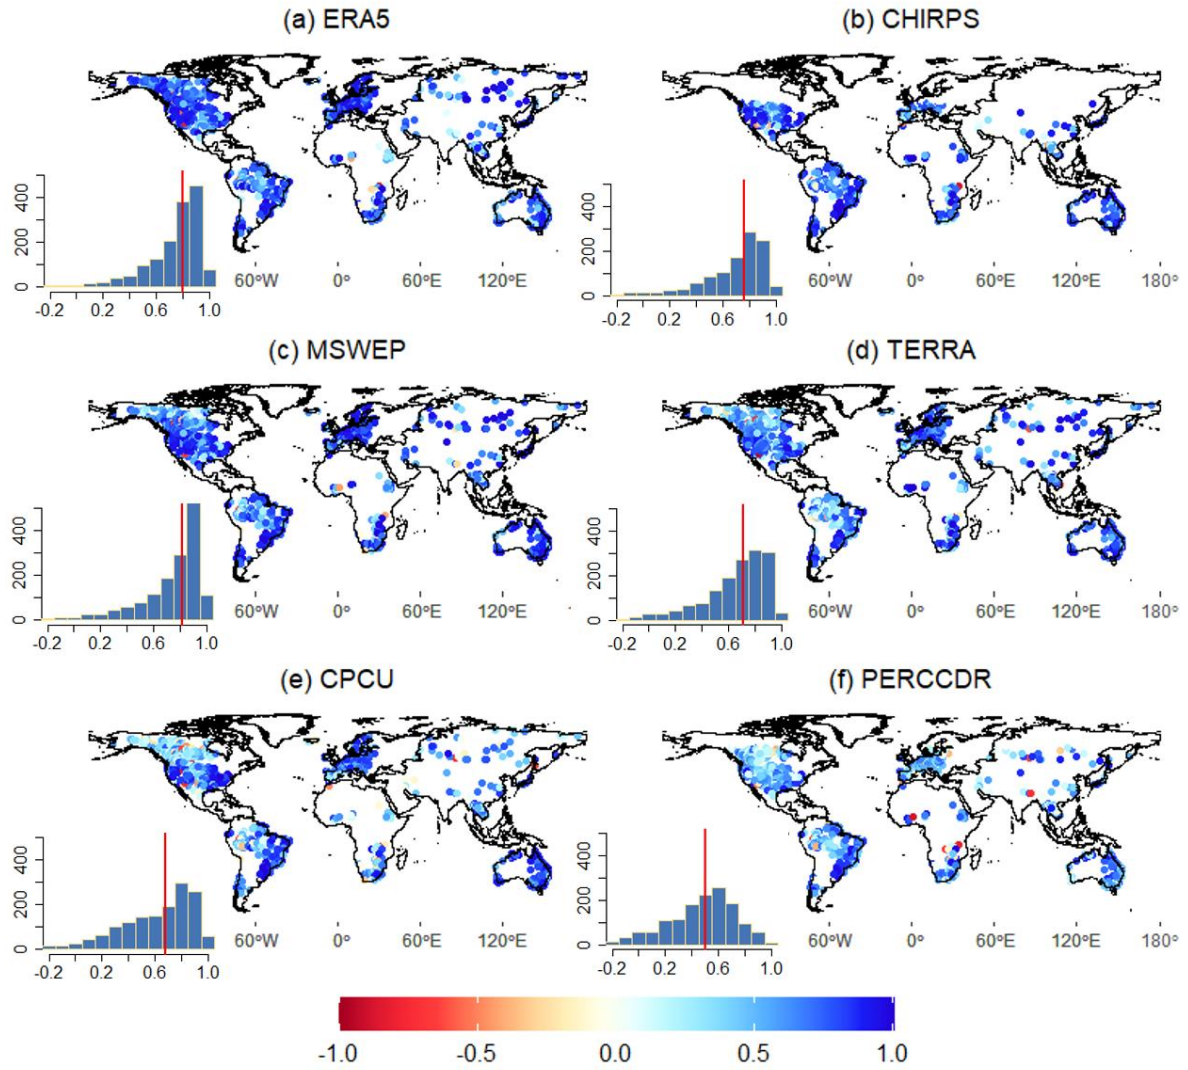 (a) ERA5
(b) CHIRPS
400
200
0
-0.2 0.2 0.6 1.0
60°W 0° 60°E 120°E
400
200
0
-0.2 0.2 0.6 1.0
60°W 0° 60°E 120°E 180°
(c) MSWEP
(d) TERRA
400
200
0
-0.2 0.2 0.6 1.0
60°W 0° 60°E 120°E
400
200
0
-0.2 0.2 0.6 1.0
60°W 0° 60°E 120°E 180°
(e) CPCU
(f) PERCCDR
400
200
0
-0.2 0.2 0.6 1.0
60°W 0° 60°E 120°E
400
200
0
-0.2 0.2 0.6 1.0
60°W 0° 60°E 120°E 180°
-1.0 -0.5 0.0 0.5 1.0